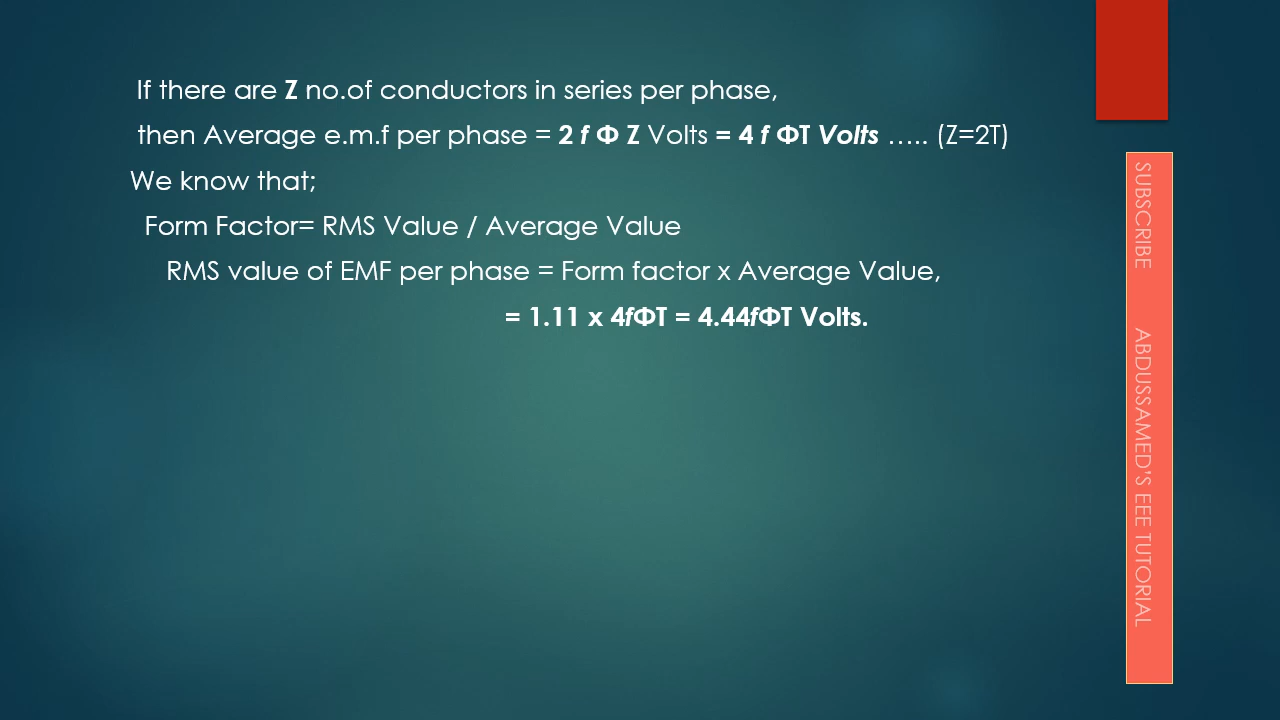 If there are Z no.of conductors in series per phase,
then Average e.m.f per phase = 2 f Φ Z Volts = 4 f ΦT Volts ….. (Z=2T)
We know that;
Form Factor= RMS Value / Average Value
RMS value of EMF per phase = Form factor x Average Value,
= 1.11 x 4fΦT = 4.44fΦT Volts.
SUBSCRIBE ABDUSSAMED'S EEE TUTORIAL